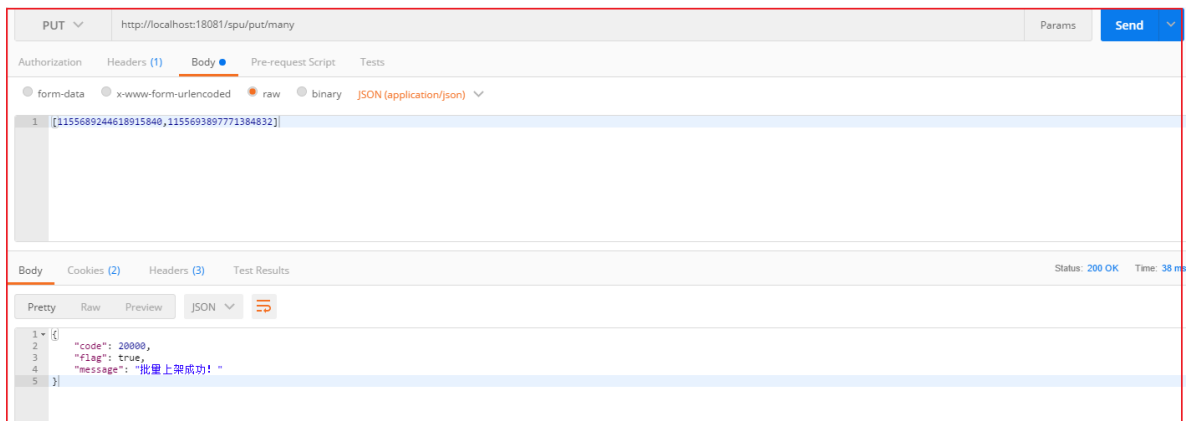 PUT http://localhost:18081/spu/put/many Params Send
Authorization Headers (1) Body Pre-request Script Tests
form-data x-www-form-urlencoded raw binary JSON (application/json)
1 [1155689244618915840,1155693897771384832]
Body Cookies (2) Headers (3) Test Results Status: 200 OK Time: 38 ms
Pretty Raw Preview JSON
1 {
2 "code": 20000,
3 "flag": true,
4 "message": "批量上架成功！"
5 }